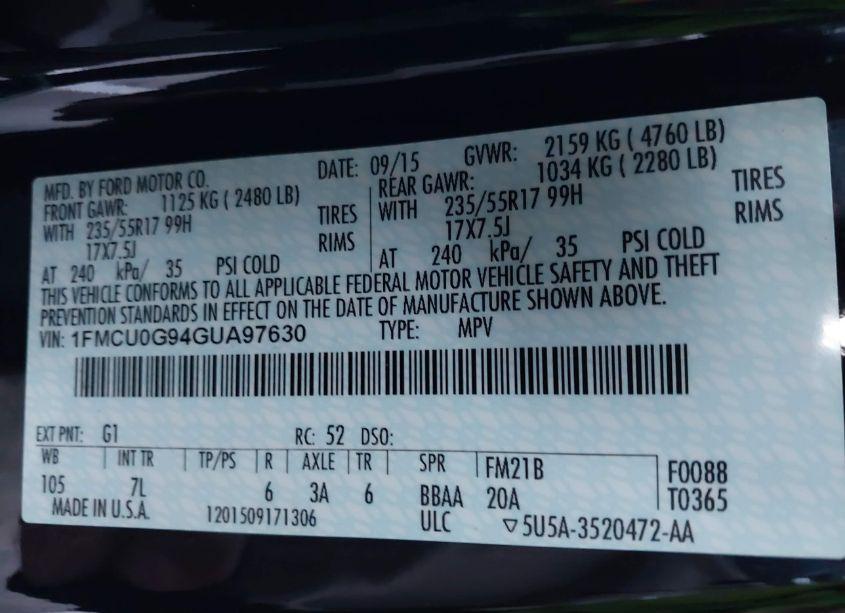 MFD. BY FORD MOTOR CO. DATE: 09/15 GVWR: 2159 KG ( 4760 LB)
FRONT GAWR: 1125 KG ( 2480 LB) REAR GAWR: 1034 KG ( 2280 LB)
WITH 235/55R17 99H TIRES WITH 235/55R17 99H TIRES
17X7.5J RIMS 17X7.5J RIMS
AT 240 kPa/ 35 PSI COLD AT 240 kPa/ 35 PSI COLD
THIS VEHICLE CONFORMS TO ALL APPLICABLE FEDERAL MOTOR VEHICLE SAFETY AND THEFT
PREVENTION STANDARDS IN EFFECT ON THE DATE OF MANUFACTURE SHOWN ABOVE.
VIN: 1FMCU0G94GUA97630 TYPE: MPV
EXT PNT: G1 RC: 52 DSO:
WB INT TR TP/PS R AXLE TR SPR FM21B F0088
105 7L 6 3A 6 BBAA 20A T0365
MADE IN U.S.A. 1201509171306 ULC ▽5U5A-3520472-AA